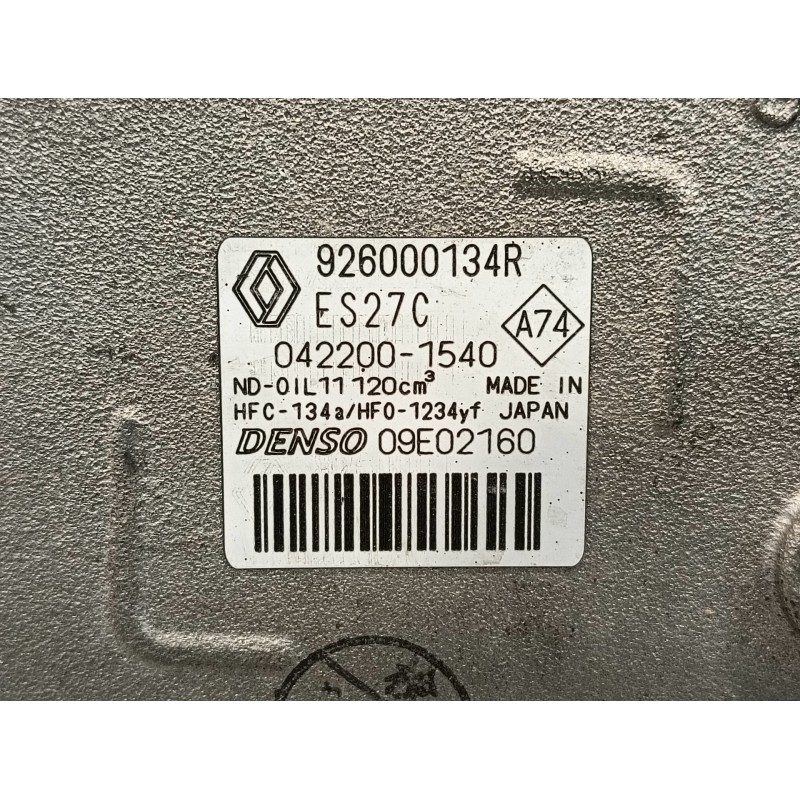 926000134R
ES27C
A74
042200-1540
ND-OIL11 120cm³ MADE IN
HFC-134a/HFO-1234yf JAPAN
DENSO 09E02160